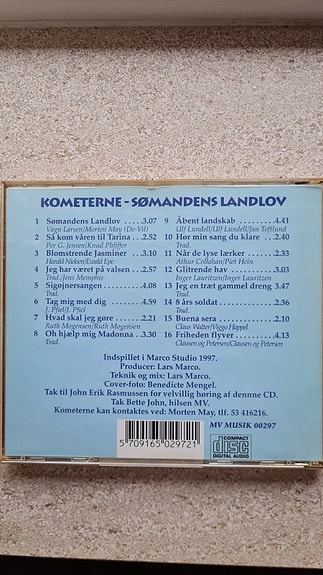 KOMETERNE - SØMANDENS LANDLOV
1 Sømandens Landlov .....3.07
Vagn Larsen/Morten May (De-Vil)
2 Så kom våren til Tarina ..2.52
Per G. Jensen/Knud Pfeiffer
3 Blomstrende Jasminer ...3.10
Harald Nielsen/Ewald Eye
4 Jeg har været på valsen ..2.57
Trad./Jens Memphis
5 Sigøjnersangen ........4.08
Trad.
6 Tag mig med dig .......4.59
J. Pfiel/J. Pfiel
7 Hvad skal jeg gøre .....2.21
Ruth Mogensen/Ruth Mogensen
8 Oh hjælp mig Madonna .3.30
Trad.
9 Åbent landskab ........4.41
Ulf Lundell/Ulf Lundell/Jan Toftlund
10 Hør min sang du klare ..2.40
Trad.
11 Når de lyse lærker ......2.33
Athur Collahan/Piet Hein
12 Glitrende hav ..........3.01
Inger Lauritzen/Inger Lauritzen
13 Jeg en træt gammel dreng 3.47
Trad.
14 8 års soldat ...........2.36
Trad.
15 Buena sera ............2.10
Claus Walter/Viggo Happel
16 Friheden flyver ........4.13
Clausen og Petersen/Clausen og Petersen
Indspillet i Marco Studio 1997.
Producer: Lars Marco.
Teknik og mix: Lars Marco.
Cover-foto: Benedicte Mengel.
Tak til John Erik Rasmussen for velvillig høring af dennne CD.
Tak Bette John, hilsen MV.
Kometerne kan kontaktes ved: Morten May, tlf. 53 416216.
MV MUSIK 00297
5 709165 029721
COMPACT
disc
DIGITAL AUDIO